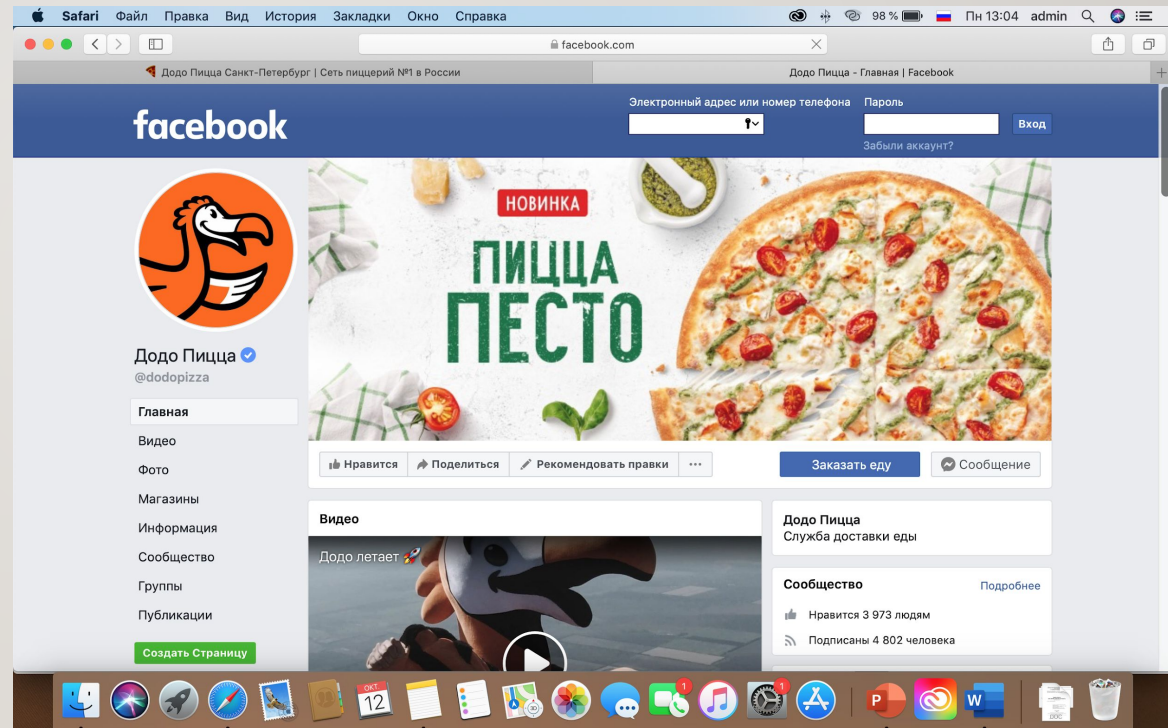 Safari Файл Правка Вид История Закладки Окно Справка 98 % Пн 13:04 admin
facebook.com
Додо Пицца Санкт-Петербург | Сеть пиццерий №1 в России Додо Пицца - Главная | Facebook
Электронный адрес или номер телефона Пароль
facebook
Вход
Забыли аккаунт?
НОВИНКА
ПИЦЦА
ПЕСТО
Додо Пицца
@dodopizza
Главная
Видео
Фото
Магазины
Информация
Сообщество
Группы
Публикации
Создать Страницу
Нравится Поделиться Рекомендовать правки ... Заказать еду Сообщение
Видео
Додо летает 🚀
Додо Пицца
Служба доставки еды
Сообщество Подробнее
Нравится 3 973 людям
Подписаны 4 802 человека
ОКТ.
12
3D
1
1
P
W
DOC